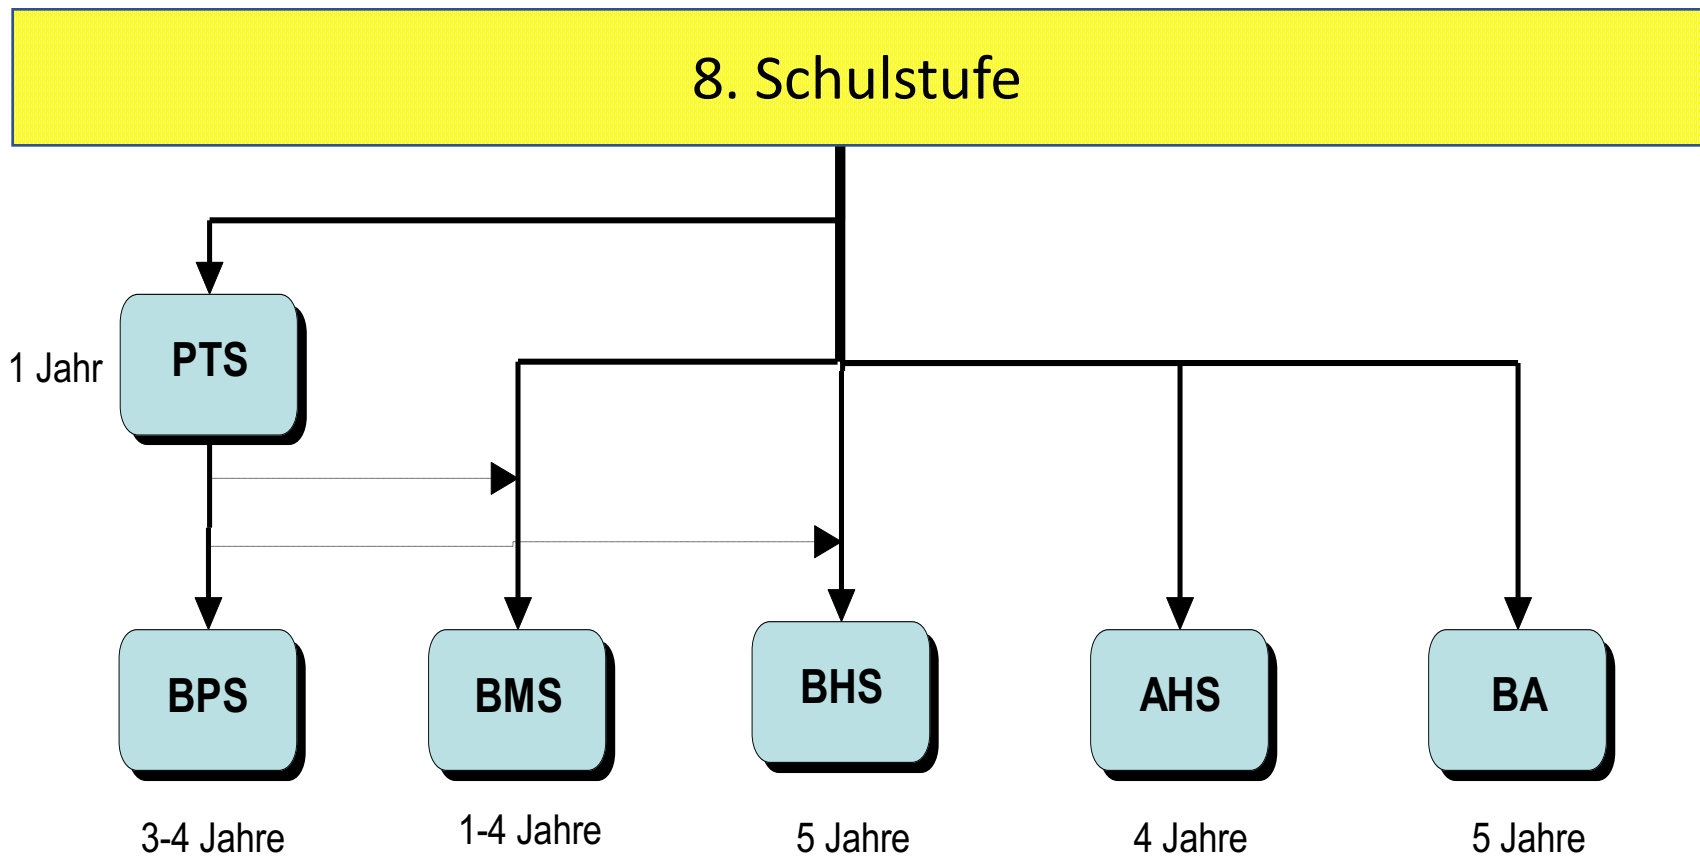 8. Schulstufe
1 Jahr
PTS
BPS
BMS
BHS
AHS
BA
3-4 Jahre
1-4 Jahre
5 Jahre
4 Jahre
5 Jahre